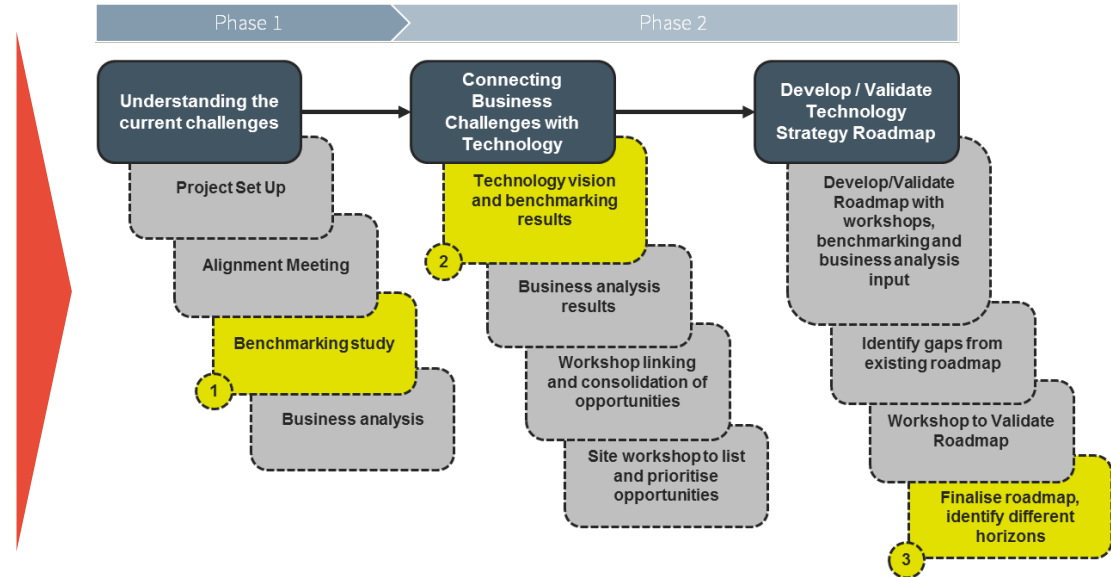 Phase 1
Phase 2
Understanding the
current challenges
Project Set Up
Alignment Meeting
Benchmarking study
1
Business analysis
Connecting
Business
Challenges with
Technology
Technology vision
and benchmarking
results
2
Business analysis
results
Workshop linking
and consolidation of
opportunities
Site workshop to list
and prioritise
opportunities
Develop / Validate
Technology
Strategy Roadmap
Develop/Validate
Roadmap with
workshops,
benchmarking and
business analysis
input
Identify gaps from
existing roadmap
Workshop to Validate
Roadmap
Finalise roadmap,
identify different
horizons
3